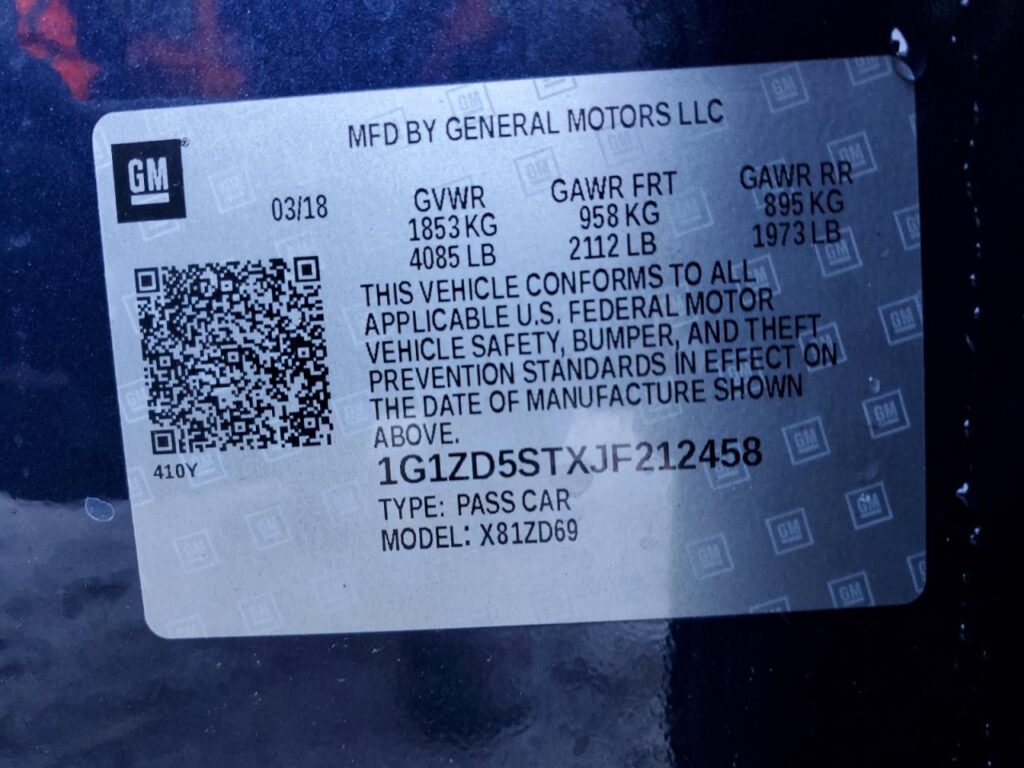 MFD BY GENERAL MOTORS LLC
GM
03/18
GVWR GAWR FRT GAWR RR
1853 KG 958 KG 895 KG
4085 LB 2112 LB 1973 LB
THIS VEHICLE CONFORMS TO ALL
APPLICABLE U.S. FEDERAL MOTOR
VEHICLE SAFETY, BUMPER, AND THEFT
PREVENTION STANDARDS IN EFFECT ON
THE DATE OF MANUFACTURE SHOWN
ABOVE.
410Y
1G1ZD5STXJF212458
TYPE: PASS CAR
MODEL: X81ZD69